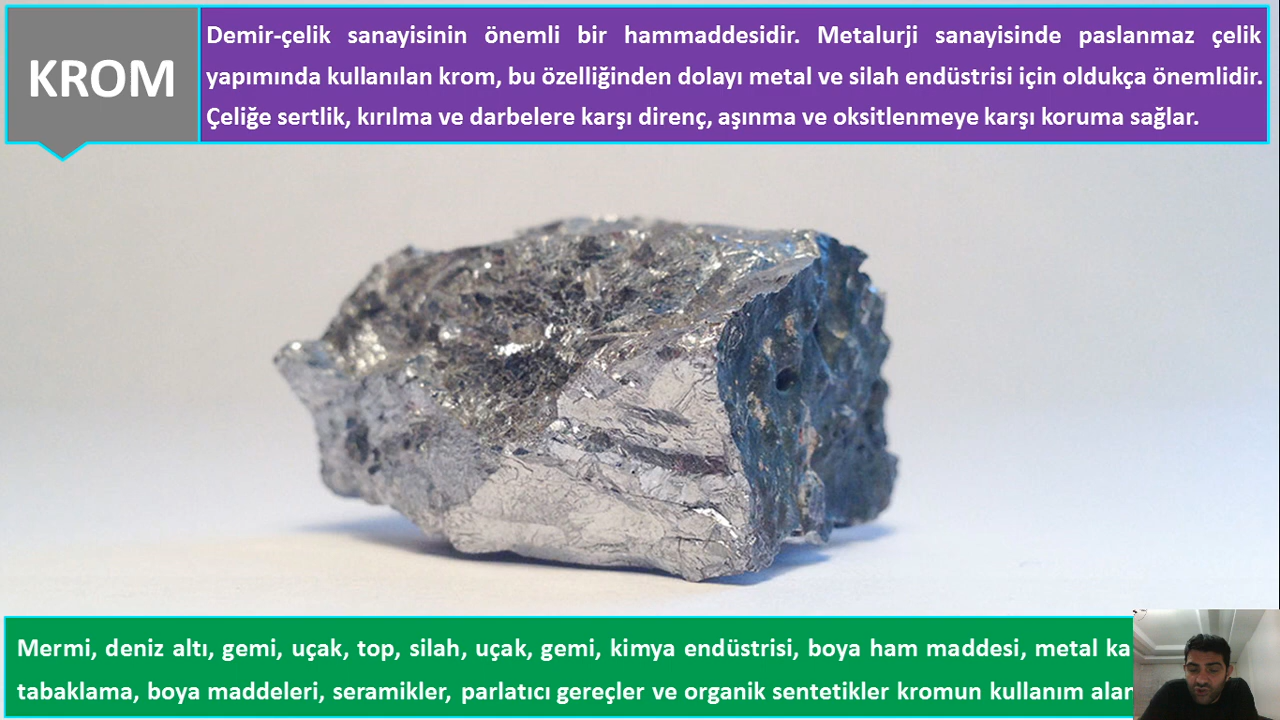 KROM
Demir-çelik sanayisinin önemli bir hammaddesidir. Metalurji sanayisinde paslanmaz çelik
yapımında kullanılan krom, bu özelliğinden dolayı metal ve silah endüstrisi için oldukça önemlidir.
Çeliğe sertlik, kırılma ve darbelere karşı direnç, aşınma ve oksitlenmeye karşı koruma sağlar.
Mermi, deniz altı, gemi, uçak, top, silah, uçak, gemi, kimya endüstrisi, boya ham maddesi, metal
tabaklama, boya maddeleri, seramikler, parlatıcı gereçler ve organik sentetikler kromun kullanım